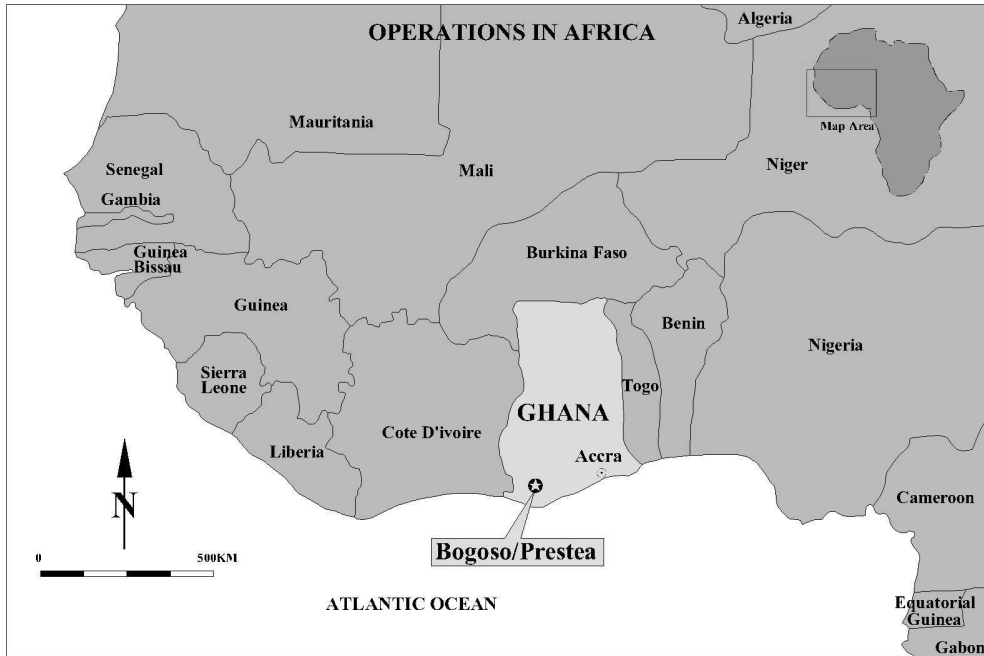 OPERATIONS IN AFRICA
Algeria
Map Area
Mauritania
Mali
Niger
Senegal
Gambia
Guinea
Bissau
Burkina Faso
Guinea
Benin
Nigeria
Sierra
Leone
Togo
GHANA
Cote D'ivoire
Liberia
Accra
Cameroon
N
Bogoso/Prestea
0 500KM
ATLANTIC OCEAN
Equatorial
Guinea
Gabon